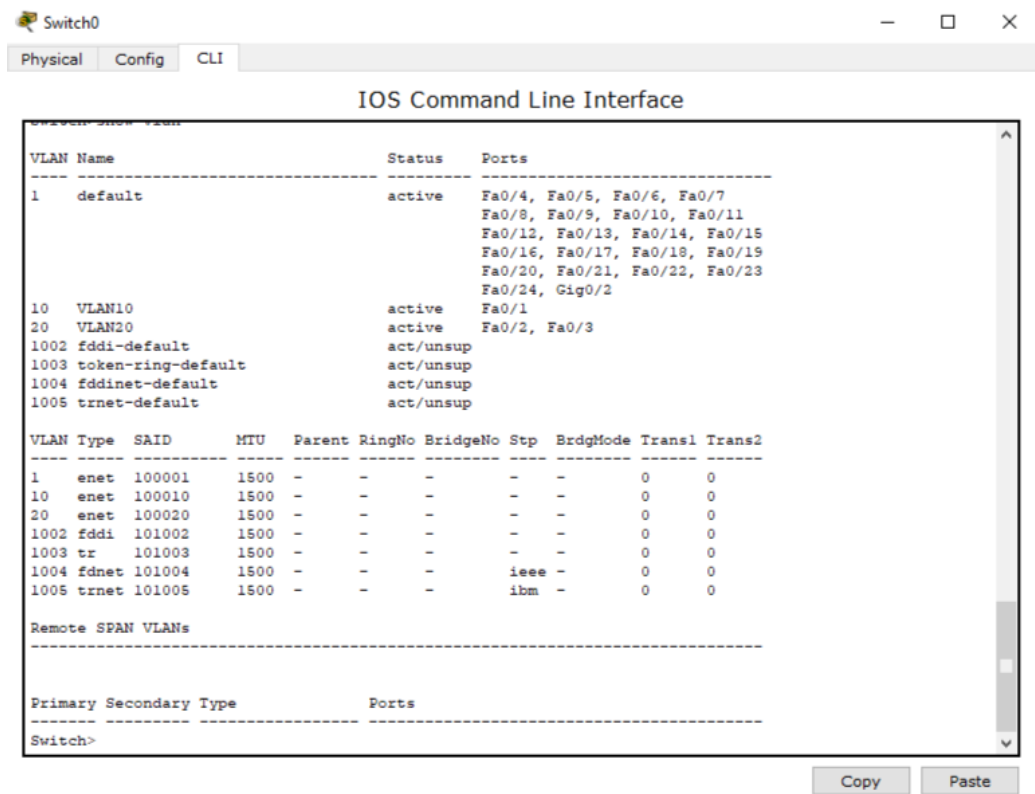 Switch0
Physical Config CLI
IOS Command Line Interface
VLAN Name                             Status    Ports
---- -------------------------------- --------- -------------------------------
1    default                          active    Fa0/4, Fa0/5, Fa0/6, Fa0/7
                                                Fa0/8, Fa0/9, Fa0/10, Fa0/11
                                                Fa0/12, Fa0/13, Fa0/14, Fa0/15
                                                Fa0/16, Fa0/17, Fa0/18, Fa0/19
                                                Fa0/20, Fa0/21, Fa0/22, Fa0/23
                                                Fa0/24, Gig0/2
10   VLAN10                           active    Fa0/1
20   VLAN20                           active    Fa0/2, Fa0/3
1002 fddi-default                     act/unsup
1003 token-ring-default               act/unsup
1004 fddinet-default                  act/unsup
1005 trnet-default                    act/unsup
VLAN Type  SAID       MTU   Parent RingNo BridgeNo Stp  BrdgMode Trans1 Trans2
---- ----- ---------- ----- ------ ------ -------- ---- -------- ------ ------
1    enet  100001     1500  -      -      -        -    -        0      0
10   enet  100010     1500  -      -      -        -    -        0      0
20   enet  100020     1500  -      -      -        -    -        0      0
1002 fddi  101002     1500  -      -      -        -    -        0      0
1003 tr    101003     1500  -      -      -        -    -        0      0
1004 fdnet 101004     1500  -      -      -        ieee -        0      0
1005 trnet 101005     1500  -      -      -        ibm  -        0      0
Remote SPAN VLANs
------------------------------------------------------------------------------
Primary Secondary Type              Ports
------- --------- ----------------- ------------------------------------------
Switch>
Copy Paste